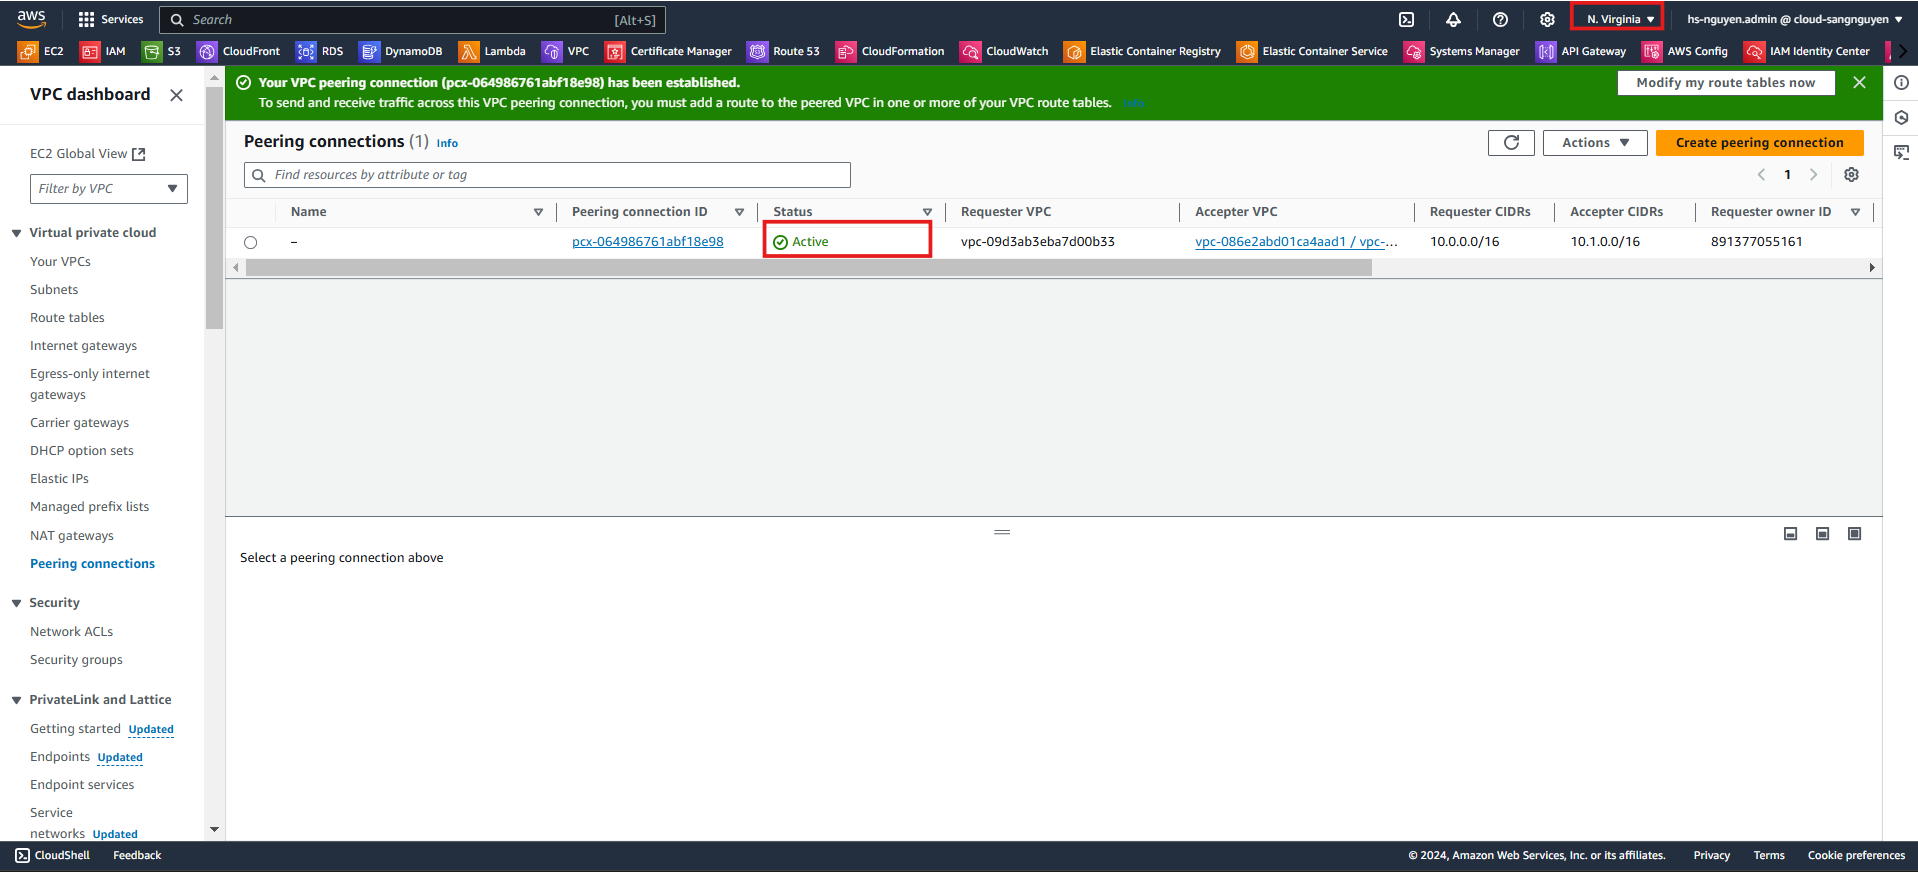 aws Services Search [Alt+S] N. Virginia hs-nguyen.admin @ cloud-sangnguyen
EC2 IAM S3 CloudFront RDS DynamoDB Lambda VPC Certificate Manager Route 53 CloudFormation CloudWatch Elastic Container Registry Elastic Container Service Systems Manager API Gateway AWS Config IAM Identity Center
VPC dashboard
EC2 Global View
Filter by VPC
Virtual private cloud
Your VPCs
Subnets
Route tables
Internet gateways
Egress-only internet
gateways
Carrier gateways
DHCP option sets
Elastic IPs
Managed prefix lists
NAT gateways
Peering connections
Security
Network ACLs
Security groups
PrivateLink and Lattice
Getting started Updated
Endpoints Updated
Endpoint services
Service
networks Updated
Your VPC peering connection (pcx-064986761abf18e98) has been established.
To send and receive traffic across this VPC peering connection, you must add a route to the peered VPC in one or more of your VPC route tables. Info
Modify my route tables now
Peering connections (1) Info
Actions
Create peering connection
Find resources by attribute or tag
1
Name Peering connection ID Status Requester VPC Accepter VPC Requester CIDRs Accepter CIDRs Requester owner ID
– pcx-064986761abf18e98 Active vpc-09d3ab3eba7d00b33 vpc-086e2abd01ca4aad1 / vpc-... 10.0.0.0/16 10.1.0.0/16 891377055161
Select a peering connection above
CloudShell Feedback © 2024, Amazon Web Services, Inc. or its affiliates. Privacy Terms Cookie preferences